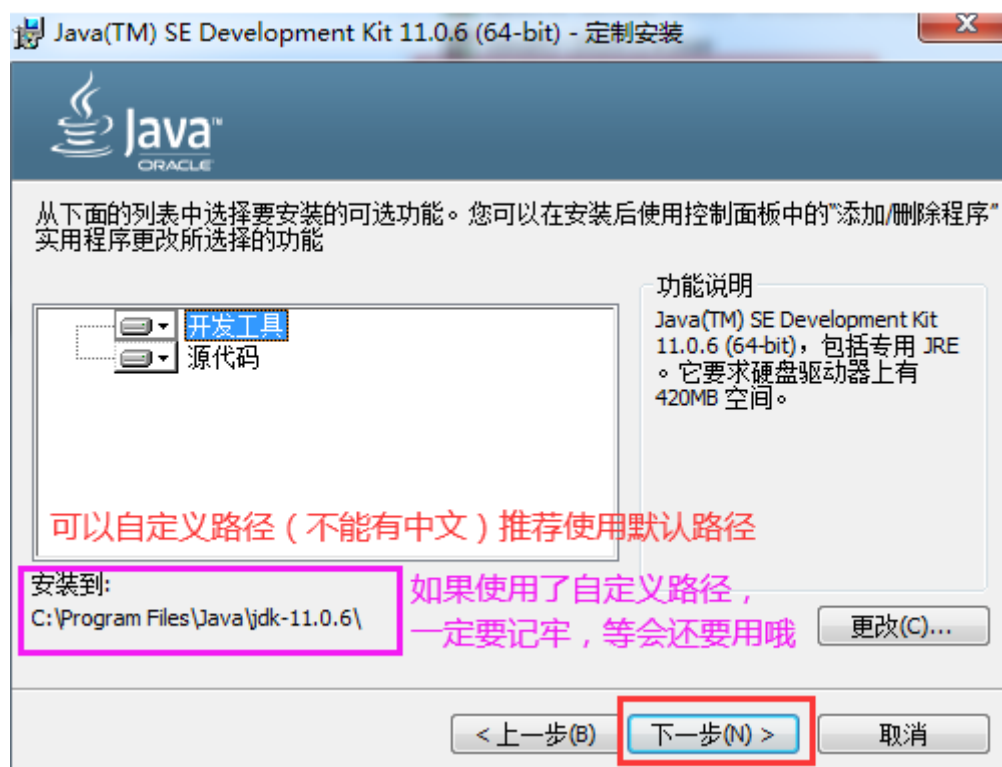 Java(TM) SE Development Kit 11.0.6 (64-bit) - 定制安装
X
Java™
ORACLE
从下面的列表中选择要安装的可选功能。您可以在安装后使用控制面板中的"添加/删除程序"
实用程序更改所选择的功能
功能说明
开发工具
源代码
Java(TM) SE Development Kit
11.0.6 (64-bit)，包括专用 JRE
。它要求硬盘驱动器上有
420MB 空间。
可以自定义路径（不能有中文）推荐使用默认路径
安装到:
C:\Program Files\Java\jdk-11.0.6\
如果使用了自定义路径，
一定要记牢，等会还要用哦
更改(C)...
<上一步(B)
下一步(N) >
取消